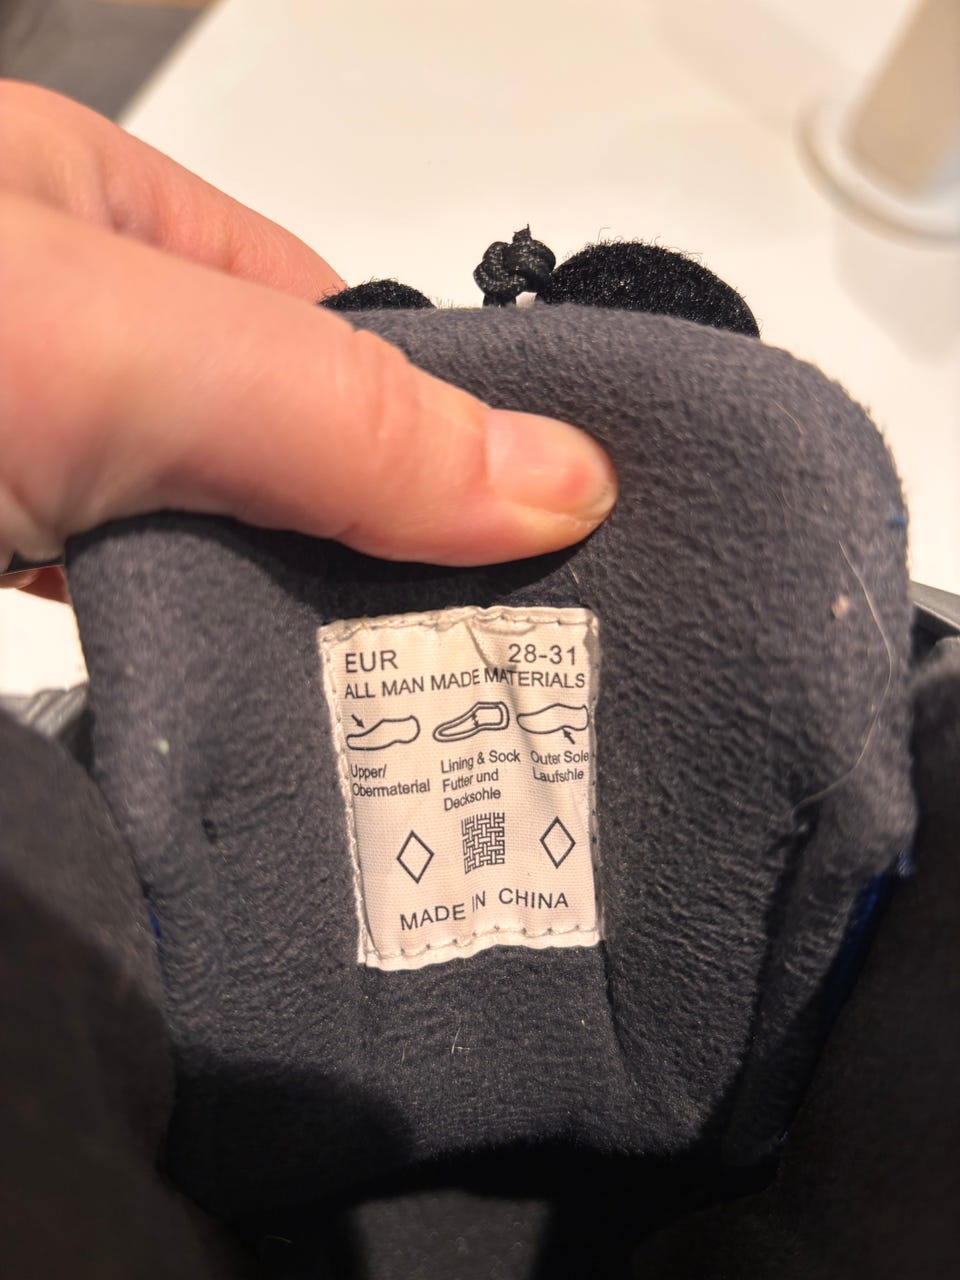 EUR 28-31
ALL MAN MADE MATERIALS
Upper/
Obermaterial
Lining & Sock
Futter und
Decksohle
Outer Sole
Laufsthle
MADE IN CHINA